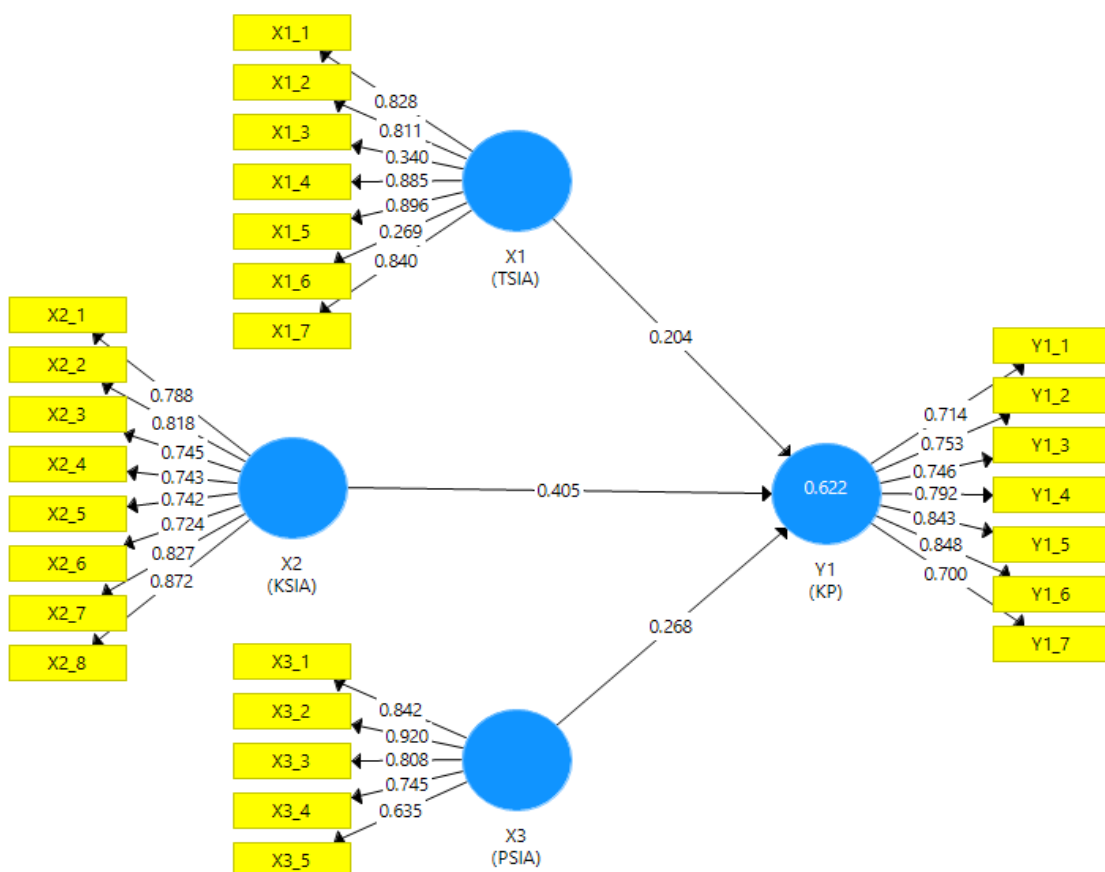 X1_1
X1_2
X1_3
X1_4
X1_5
X1_6
X1_7
0.828
0.811
0.340
0.885
0.896
0.269
0.840
X1
(TSIA)
0.204
X2_1
X2_2
X2_3
X2_4
X2_5
X2_6
X2_7
X2_8
0.788
0.818
0.745
0.743
0.742
0.724
0.827
0.872
X2
(KSIA)
0.405
X3_1
X3_2
X3_3
X3_4
X3_5
0.842
0.920
0.808
0.745
0.635
X3
(PSIA)
0.268
0.622
Y1
(KP)
0.714
0.753
0.746
0.792
0.843
0.848
0.700
Y1_1
Y1_2
Y1_3
Y1_4
Y1_5
Y1_6
Y1_7